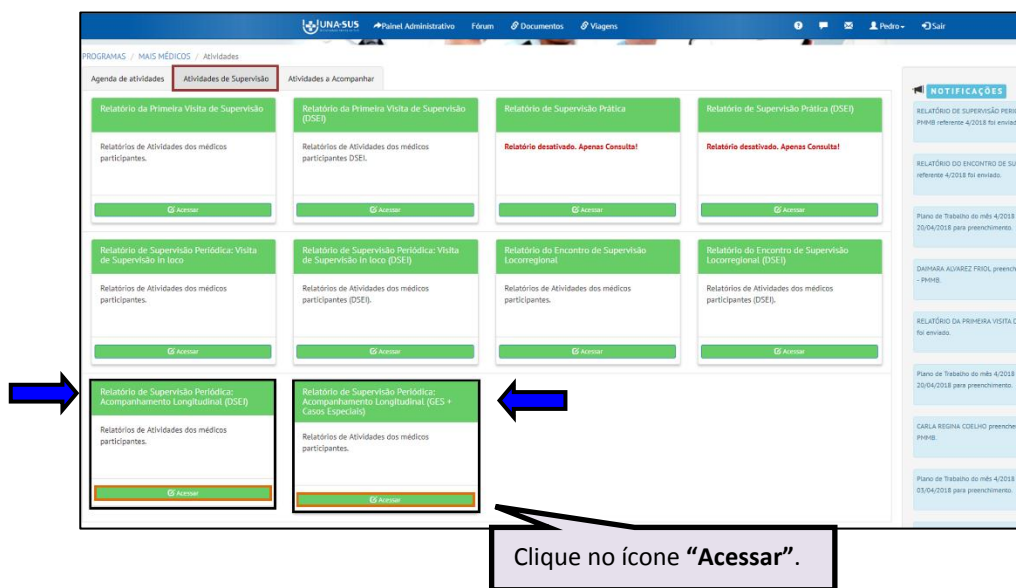 UNA-SUS Painel Administrativo Fórum Documentos Viagens Pedro Sair
PROGRAMAS / MAIS MÉDICOS / Atividades
Agenda de atividades Atividades de Supervisão Atividades a Acompanhar
Relatório da Primeira Visita de Supervisão
Relatórios de Atividades dos médicos
participantes.
Acessar
Relatório da Primeira Visita de Supervisão
(DSEI)
Relatórios de Atividades dos médicos
participantes DSEI.
Acessar
Relatório de Supervisão Prática
Relatório desativado. Apenas Consulta!
Acessar
Relatório de Supervisão Prática (DSEI)
Relatório desativado. Apenas Consulta!
Acessar
Relatório de Supervisão Periódica: Visita
de Supervisão in loco
Relatórios de Atividades dos médicos
participantes.
Acessar
Relatório de Supervisão Periódica: Visita
de Supervisão in loco (DSEI)
Relatórios de Atividades dos médicos
participantes (DSEI).
Acessar
Relatório do Encontro de Supervisão
Locorregional
Relatórios de Atividades dos médicos
participantes.
Acessar
Relatório do Encontro de Supervisão
Locorregional (DSEI)
Relatórios de Atividades dos médicos
participantes (DSEI).
Acessar
Relatório de Supervisão Periódica:
Acompanhamento Longitudinal (DSEI)
Relatórios de Atividades dos médicos
participantes.
Acessar
Relatório de Supervisão Periódica:
Acompanhamento Longitudinal (GES +
Casos Especiais)
Relatórios de Atividades dos médicos
participantes.
Acessar
NOTIFICAÇÕES
RELATÓRIO DE SUPERVISÃO
PMMB referente 4/2018 foi
RELATÓRIO DO ENCONTRO DE
referente 4/2018 foi enviado.
Plano de Trabalho do mês 4/2018
20/04/2018 para preenchimento.
DAIMARA ALVAREZ FRIOL
- PMMB.
RELATÓRIO DA PRIMEIRA VISITA
foi enviado.
Plano de Trabalho do mês 4/2018
20/04/2018 para preenchimento.
CARLA REGINA COELHO
PMMB.
Plano de Trabalho do mês 4/2018
03/04/2018 para preenchimento.
Clique no ícone “Acessar”.